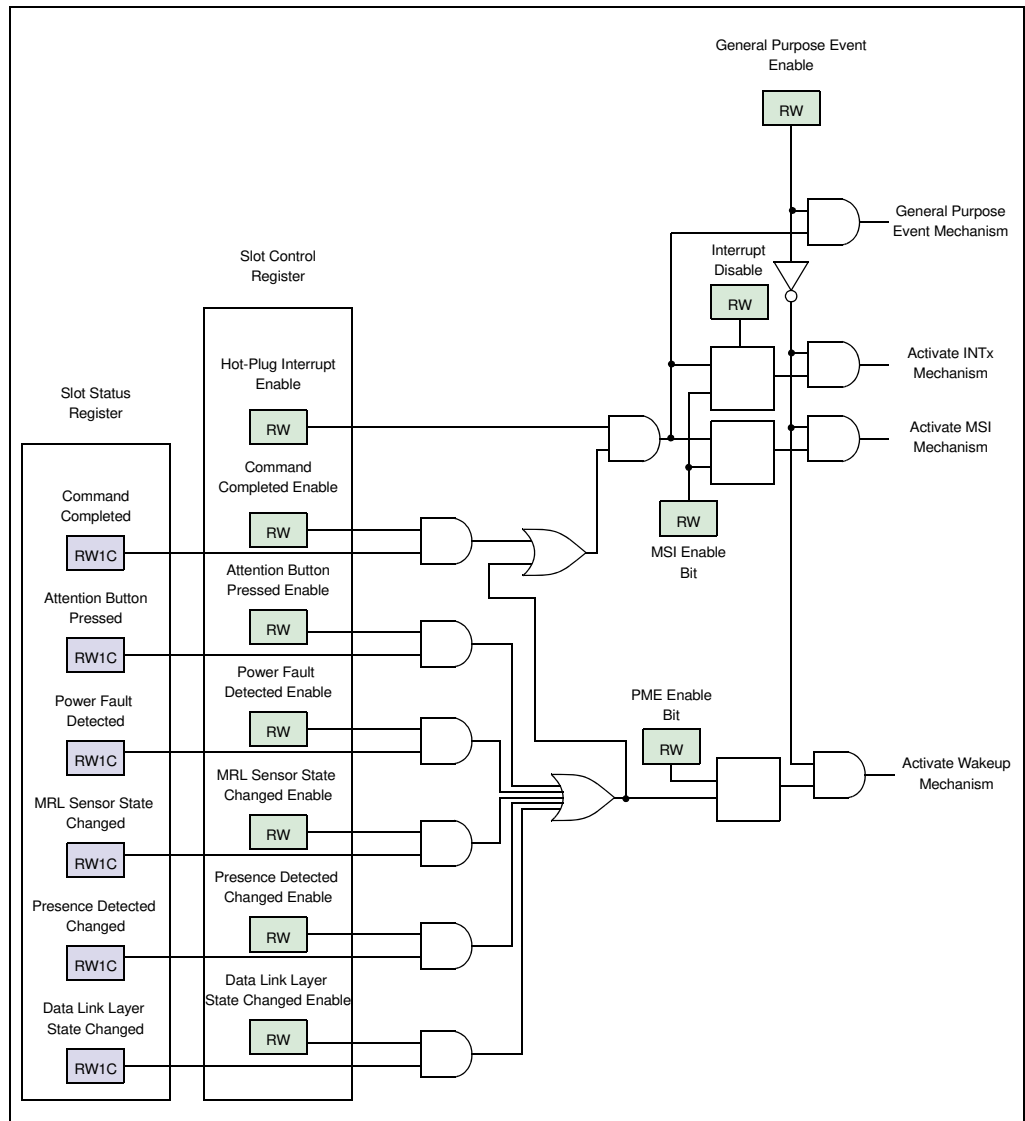 General Purpose Event
Enable
RW
General Purpose
Event Mechanism
Interrupt
Disable
RW
Slot Control
Register
Activate INTx
Mechanism
Hot-Plug Interrupt
Enable
RW
Slot Status
Register
Activate MSI
Mechanism
Command
Completed Enable
RW
Command
Completed
RW1C
RW
MSI Enable
Bit
Attention Button
Pressed Enable
RW
Attention Button
Pressed
RW1C
Power Fault
Detected Enable
RW
Power Fault
Detected
RW1C
PME Enable
Bit
RW
Activate Wakeup
Mechanism
MRL Sensor State
Changed Enable
RW
MRL Sensor State
Changed
RW1C
Presence Detected
Changed Enable
RW
Presence Detected
Changed
RW1C
Data Link Layer
State Changed Enable
RW
Data Link Layer
State Changed
RW1C